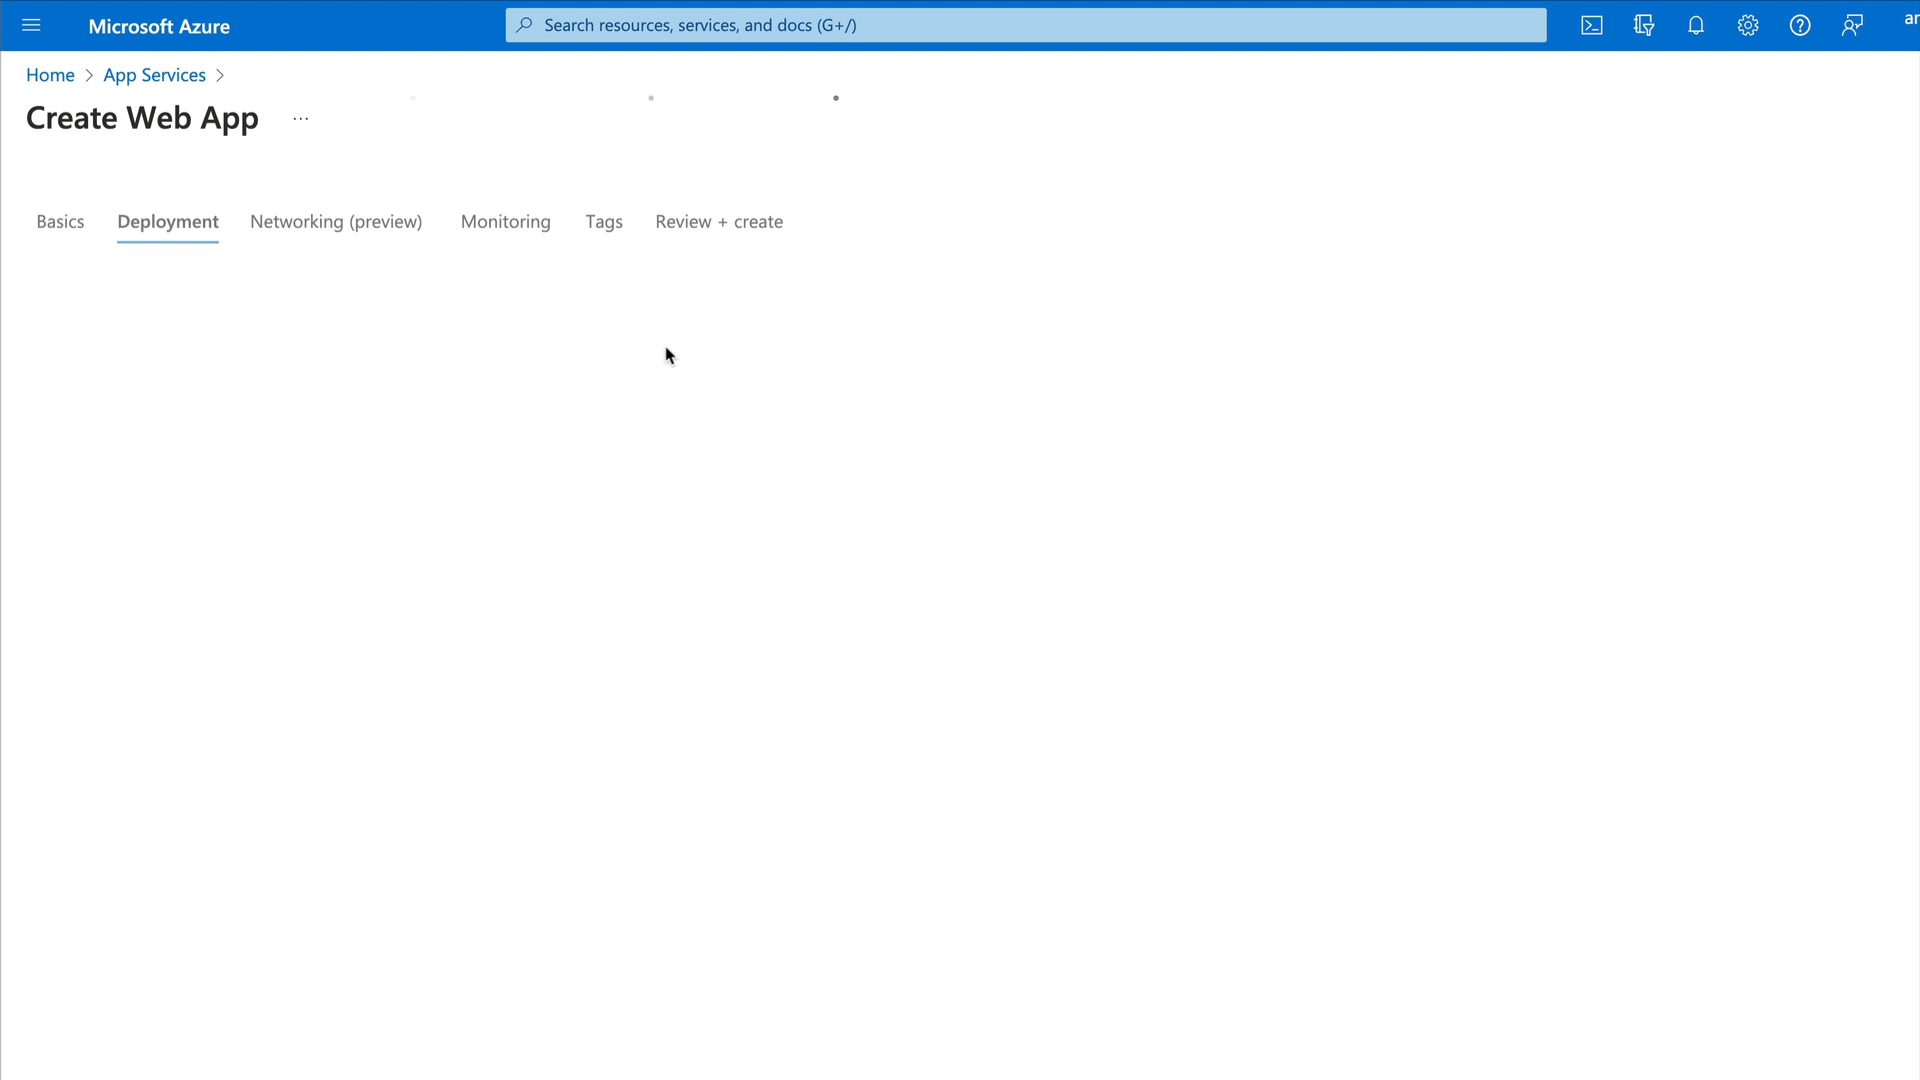 Microsoft Azure
Search resources, services, and docs (G+/)
ar
Home > App Services >
Create Web App ...
Basics Deployment Networking (preview) Monitoring Tags Review + create